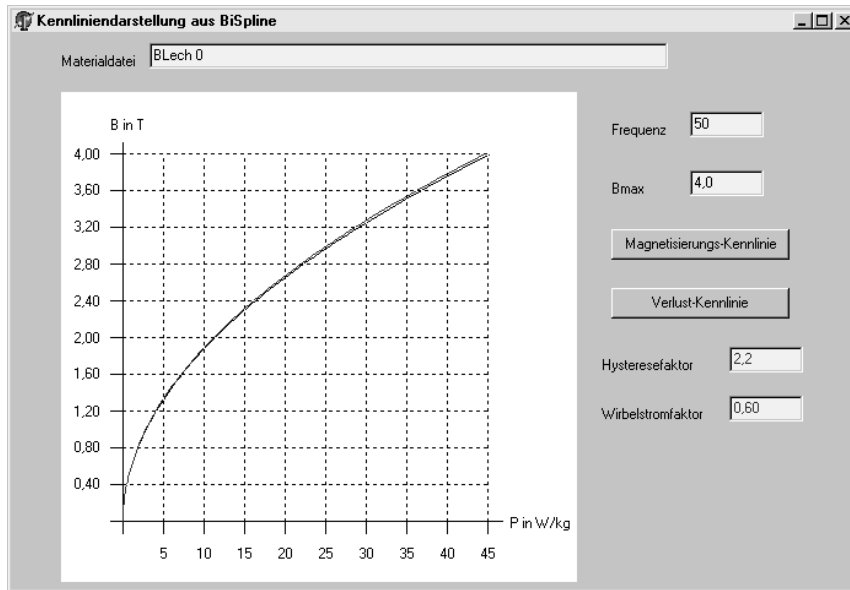 Kennliniendarstellung aus BiSpline
Materialdatei BLech 0
B in T
4,00
3,60
3,20
2,80
2,40
2,00
1,60
1,20
0,80
0,40
P in W/kg
5 10 15 20 25 30 35 40 45
Frequenz 50
Bmax 4,0
Magnetisierungs-Kennlinie
Verlust-Kennlinie
Hysteresefaktor 2,2
Wirbelstromfaktor 0,60